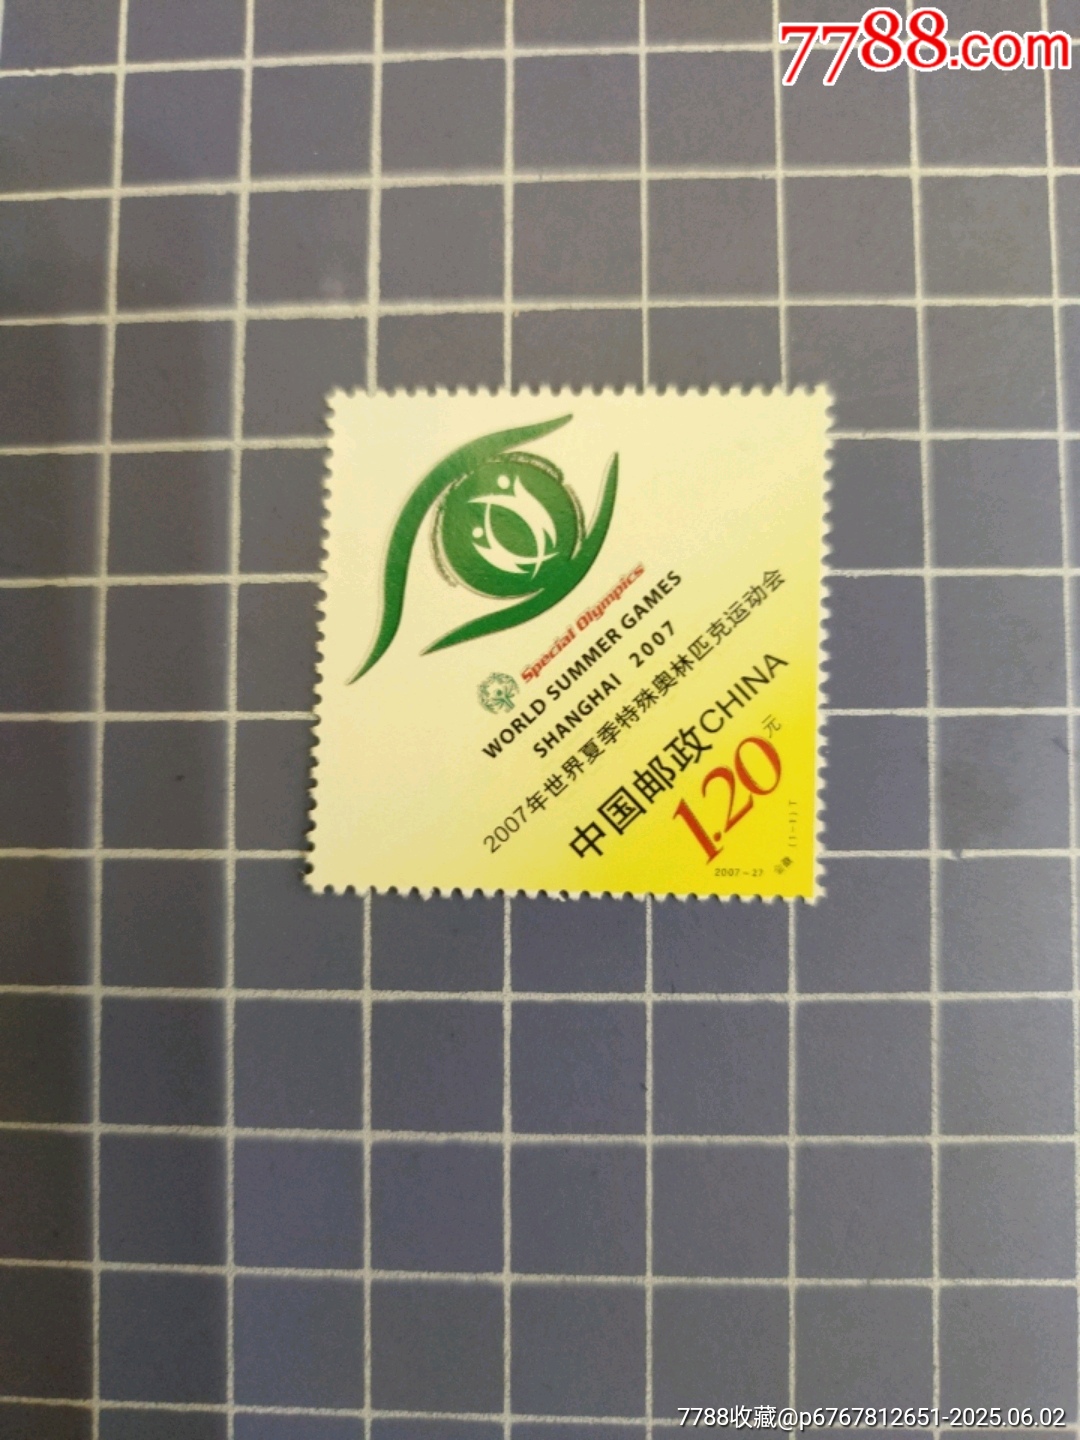 7788.com
Special Olympics
WORLD SUMMER GAMES
SHANGHAI 2007
2007年世界夏季特殊奥林匹克运动会
中国邮政CHINA
1.20元
2007-27
(1-1)T
7788收藏@p6767812651-2025.06.02